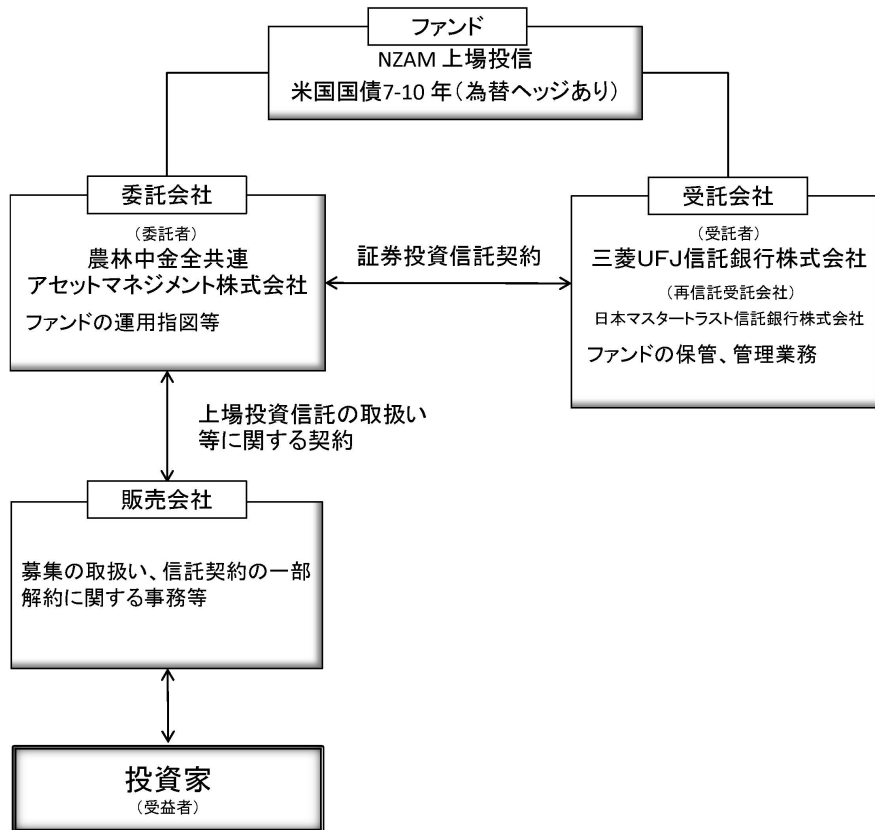 ファンド
NZAM 上場投信
米国国債7-10 年（為替ヘッジあり）
委託会社
（委託者）
農林中金全共連
アセットマネジメント株式会社
ファンドの運用指図等
証券投資信託契約
受託会社
（受託者）
三菱UFJ信託銀行株式会社
（再信託受託会社）
日本マスタートラスト信託銀行株式会社
ファンドの保管、管理業務
上場投資信託の取扱い
等に関する契約
販売会社
募集の取扱い、信託契約の一部
解約に関する事務等
投資家
（受益者）